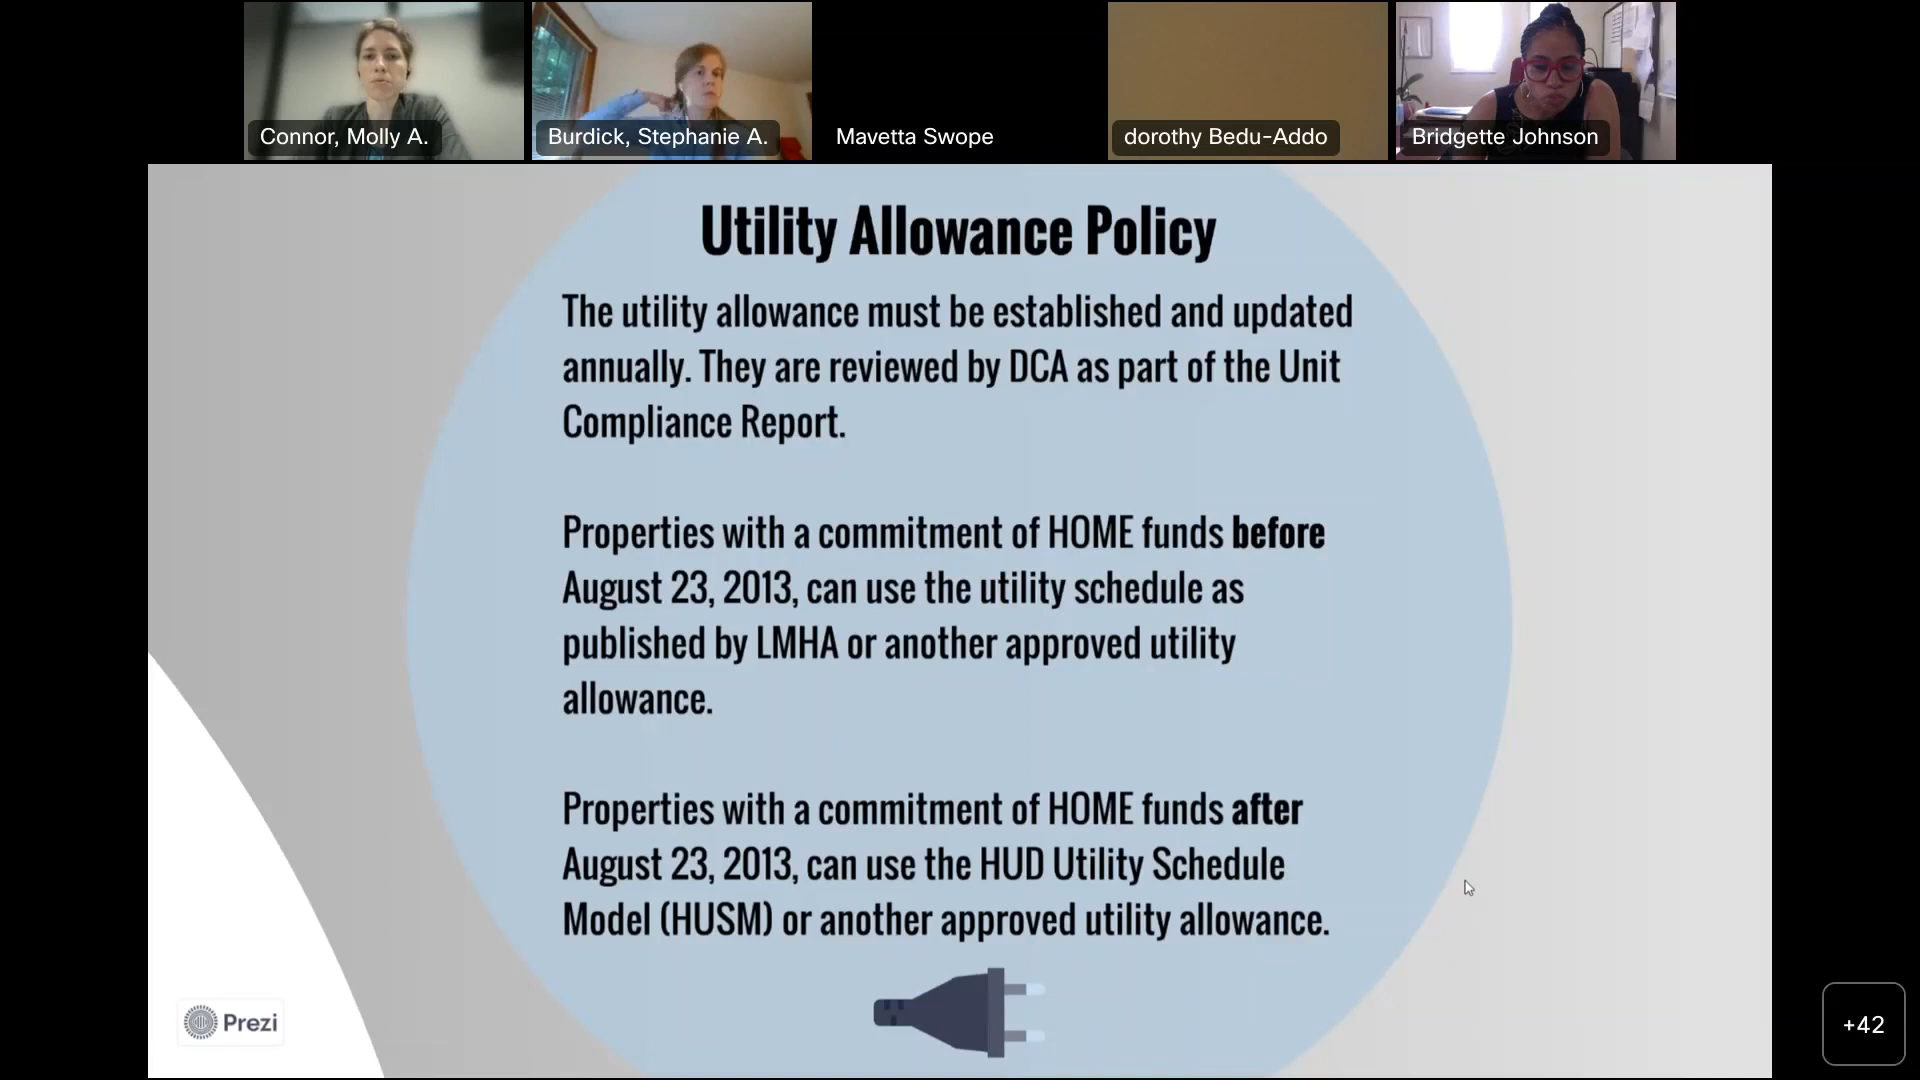 Connor, Molly A.
Burdick, Stephanie A.
Mavetta Swope
dorothy Bedu-Addo
Bridgette Johnson
Utility Allowance Policy
The utility allowance must be established and updated
annually. They are reviewed by DCA as part of the Unit
Compliance Report.
Properties with a commitment of HOME funds before
August 23, 2013, can use the utility schedule as
published by LMHA or another approved utility
allowance.
Properties with a commitment of HOME funds after
August 23, 2013, can use the HUD Utility Schedule
Model (HUSM) or another approved utility allowance.
Prezi
+42